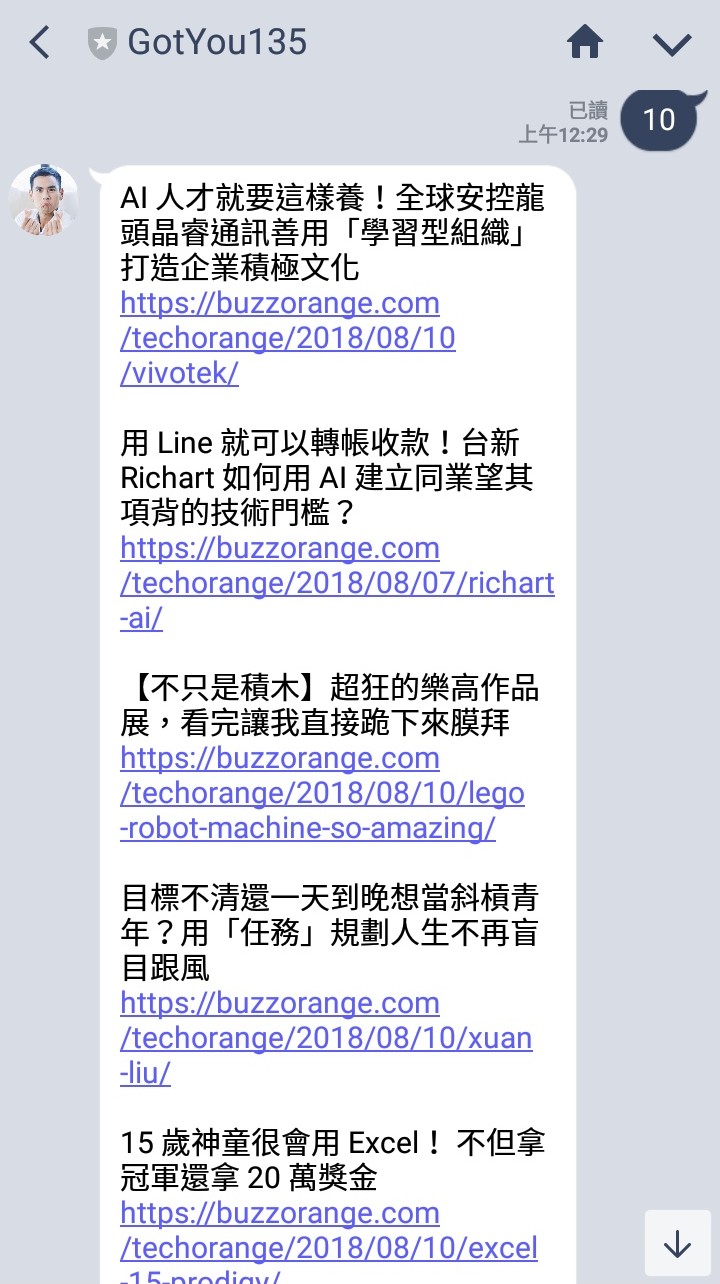 GotYou135
已讀
上午12:29
10
AI 人才就要這樣養！全球安控龍
頭晶睿通訊善用「學習型組織」
打造企業積極文化
https://buzzorange.com
/techorange/2018/08/10
/vivotek/
用 Line 就可以轉帳收款！台新
Richart 如何用 AI 建立同業望其
項背的技術門檻？
https://buzzorange.com
/techorange/2018/08/07/richart
-ai/
【不只是積木】超狂的樂高作品
展，看完讓我直接跪下來膜拜
https://buzzorange.com
/techorange/2018/08/10/lego
-robot-machine-so-amazing/
目標不清還一天到晚想當斜槓青
年？用「任務」規劃人生不再盲
目跟風
https://buzzorange.com
/techorange/2018/08/10/xuan
-liu/
15 歲神童很會用 Excel！ 不但拿
冠軍還拿 20 萬獎金
https://buzzorange.com
/techorange/2018/08/10/excel
-15-prodigy/